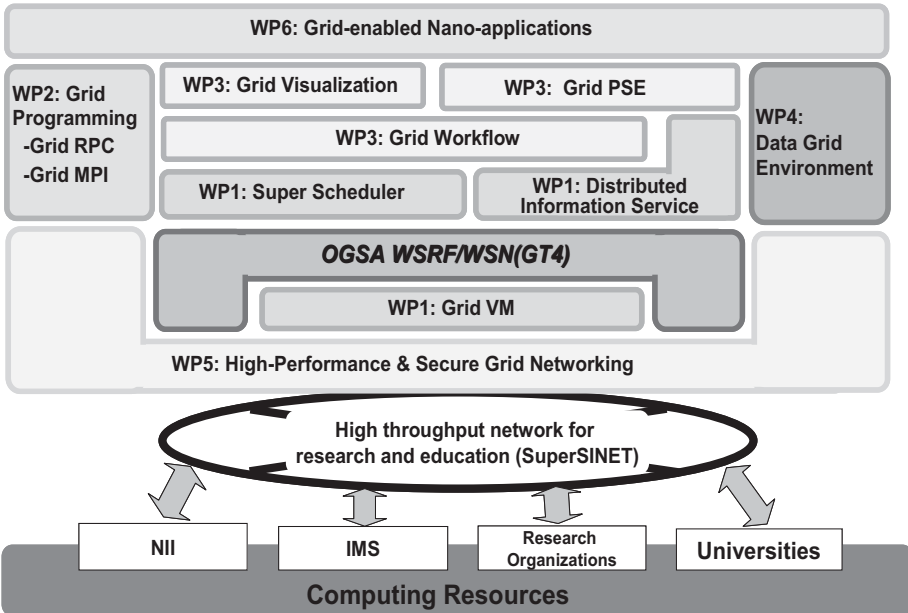 WP6: Grid-enabled Nano-applications
WP2: Grid
Programming
-Grid RPC
-Grid MPI
WP3: Grid Visualization
WP3: Grid PSE
WP3: Grid Workflow
WP1: Super Scheduler
WP1: Distributed
Information Service
WP4:
Data Grid
Environment
OGSA WSRF/WSN(GT4)
WP1: Grid VM
WP5: High-Performance & Secure Grid Networking
High throughput network for
research and education (SuperSINET)
NII
IMS
Research
Organizations
Universities
Computing Resources